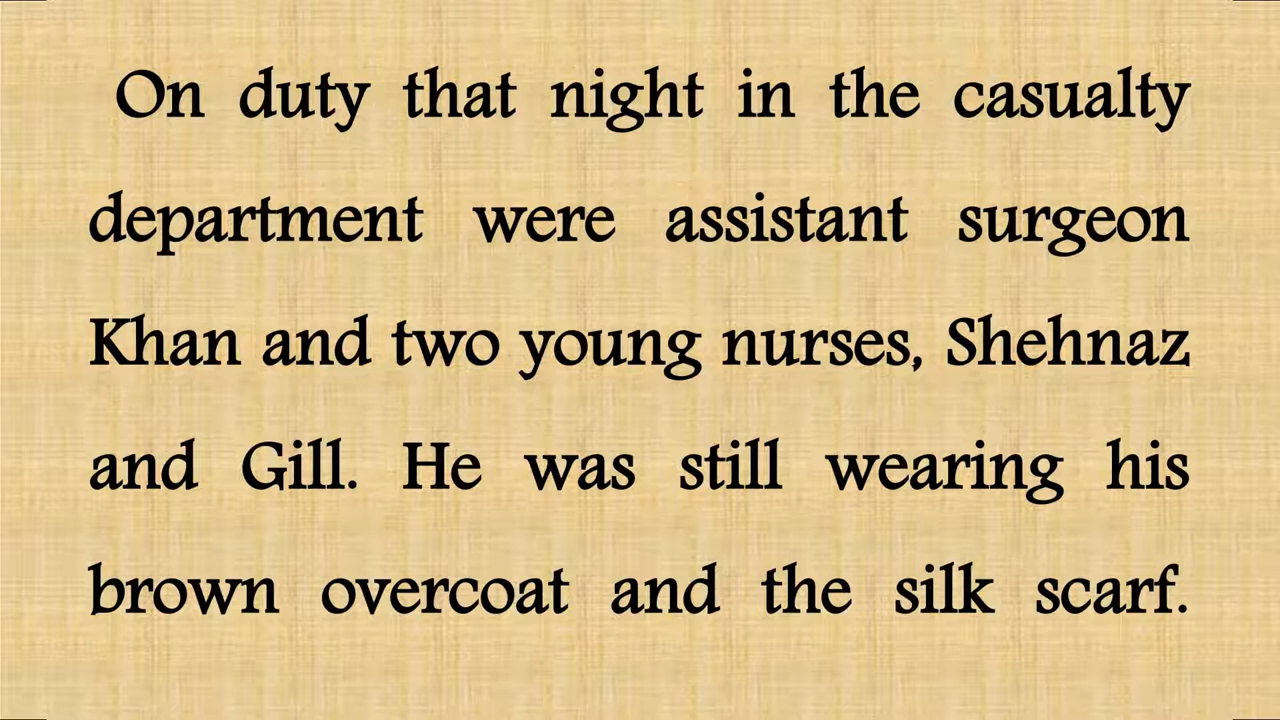 On duty that night in the casualty
department were assistant surgeon
Khan and two young nurses, Shehnaz
and Gill. He was still wearing his
brown overcoat and the silk scarf.